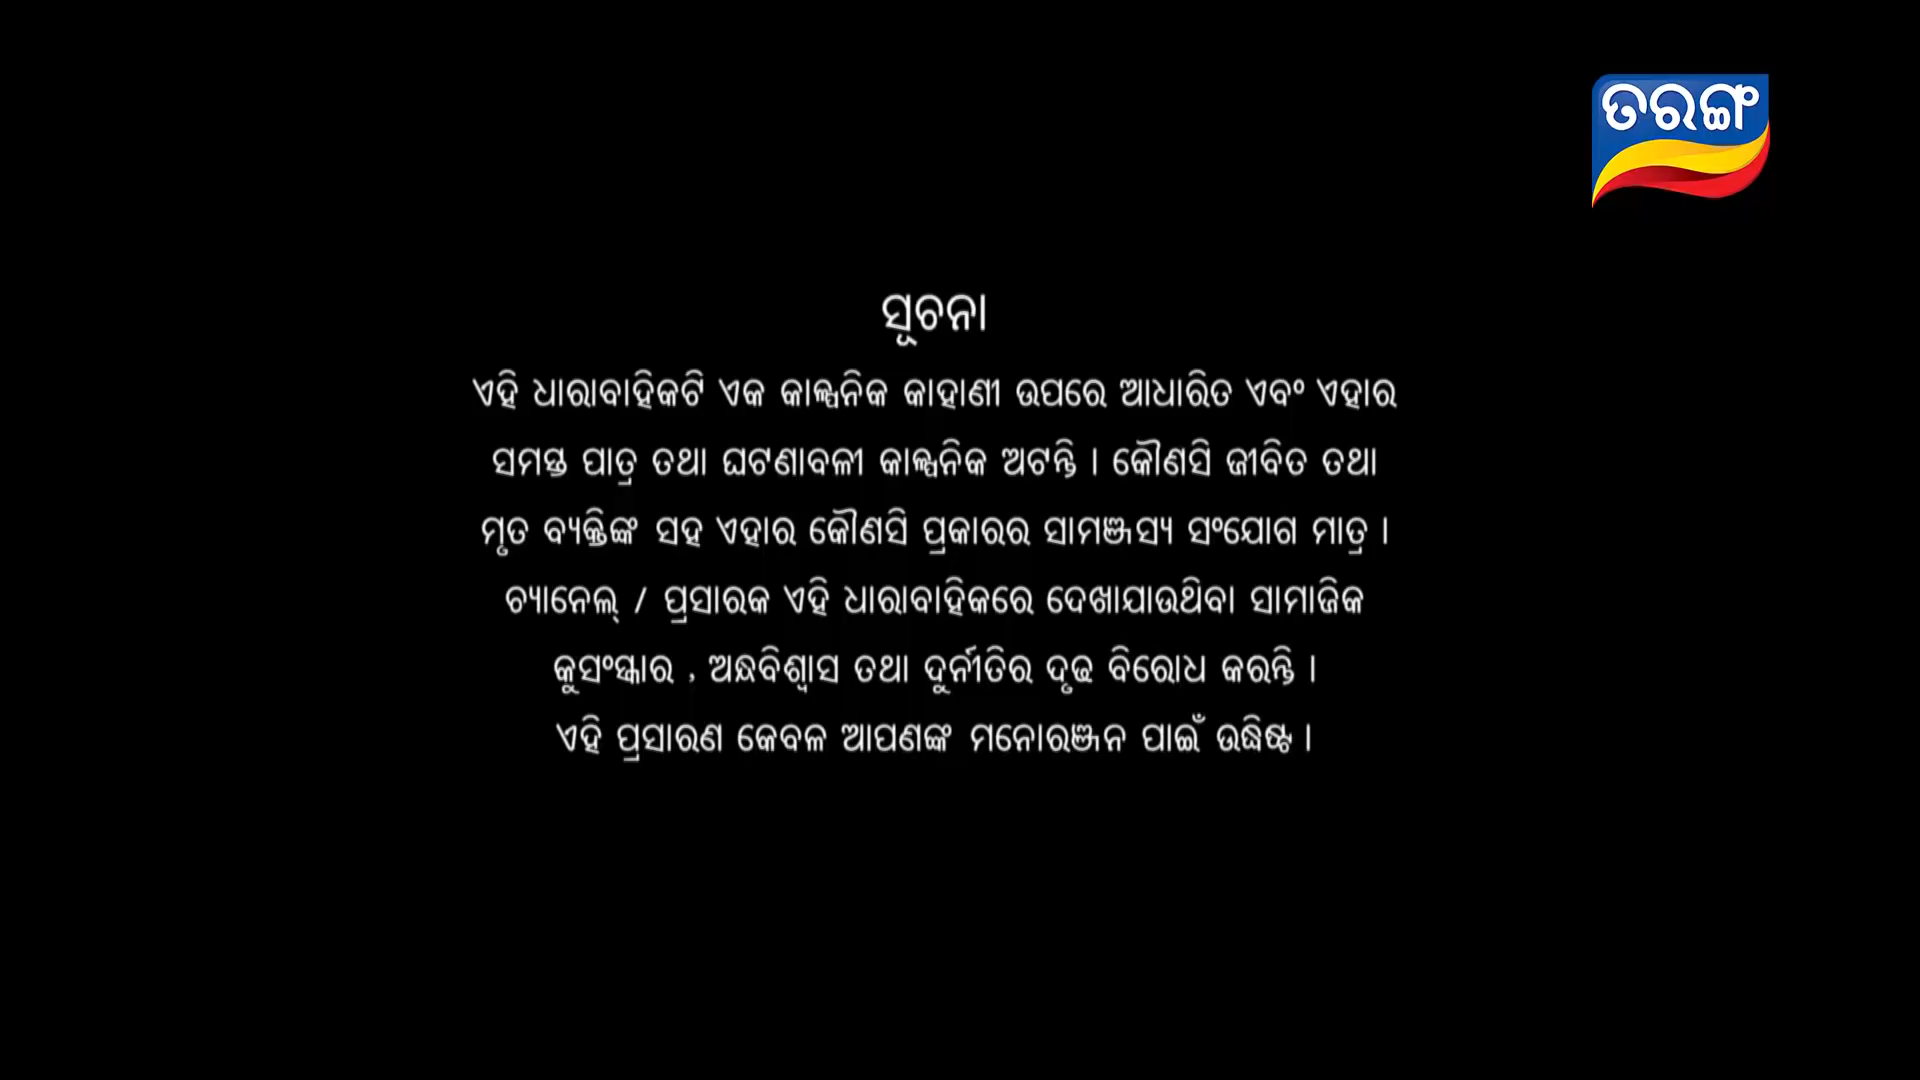 ତରଙ୍ଗ
ସୂଚନା
ଏହି ଧାରାବାହିକଟି ଏକ କାଳ୍ପନିକ କାହାଣୀ ଉପରେ ଆଧାରିତ ଏବଂ ଏହାର
ସମସ୍ତ ପାତ୍ର ତଥା ଘଟଣାବଳୀ କାଳ୍ପନିକ ଅଟନ୍ତି । କୌଣସି ଜୀବିତ ତଥା
ମୃତ ବ୍ୟକ୍ତିଙ୍କ ସହ ଏହାର କୌଣସି ପ୍ରକାରର ସାମଞ୍ଜସ୍ୟ ସଂଯୋଗ ମାତ୍ର ।
ଚ୍ୟାନେଲ୍ / ପ୍ରସାରକ ଏହି ଧାରାବାହିକରେ ଦେଖାଯାଉଥିବା ସାମାଜିକ
କୁସଂସ୍କାର , ଅନ୍ଧବିଶ୍ୱାସ ତଥା ଦୁର୍ନୀତିର ଦୃଢ ବିରୋଧ କରନ୍ତି ।
ଏହି ପ୍ରସାରଣ କେବଳ ଆପଣଙ୍କ ମନୋରଞ୍ଜନ ପାଇଁ ଉଦ୍ଧିଷ୍ଟ ।